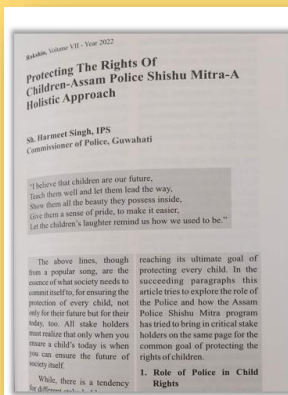 Rakshin, Volume VII - Year 2022
Protecting The Rights Of
Children-Assam Police Shishu Mitra-A
Holistic Approach
Sh. Harmeet Singh, IPS
Commissioner of Police, Guwahati
"I believe that children are our future,
Teach them well and let them lead the way,
Show them all the beauty they possess inside,
Give them a sense of pride, to make it easier,
Let the children's laughter remind us how we used to be."
The above lines, though
from a popular song, are the
essence of what society needs to
commit itself to, for ensuring the
protection of every child, not
only for their future but for their
today, too. All stake holders
must realize that only when you
ensure a child's today is when
you can ensure the future of
society itself.
While, there is a tendency
for different
reaching its ultimate goal of
protecting every child. In the
succeeding paragraphs this
article tries to explore the role of
the Police and how the Assam
Police Shishu Mitra program
has tried to bring in critical stake
holders on the same page for the
common goal of protecting the
rights of children.
1. Role of Police in Child
Rights